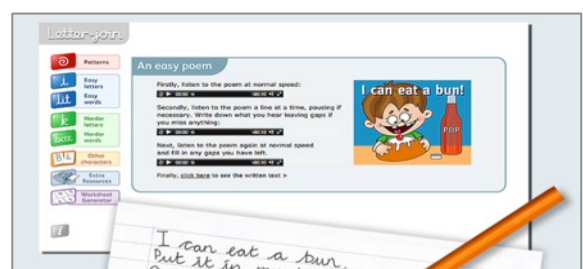 Letter-join
Patterns
Easy letters
Easy words
Harder letters
Harder words
Other characters
Extra Resources
Worksheet Generator
An easy poem
Firstly, listen to the poem at normal speed:
Secondly, listen to the poem a line at a time, pausing if
necessary. Write down what you hear leaving gaps if
you miss anything:
Next, listen to the poem again at normal speed
and fill in any gaps you have left.
Finally, click here to see the written text >
I can eat a bun!
POP
I can eat a bun,
Put it in